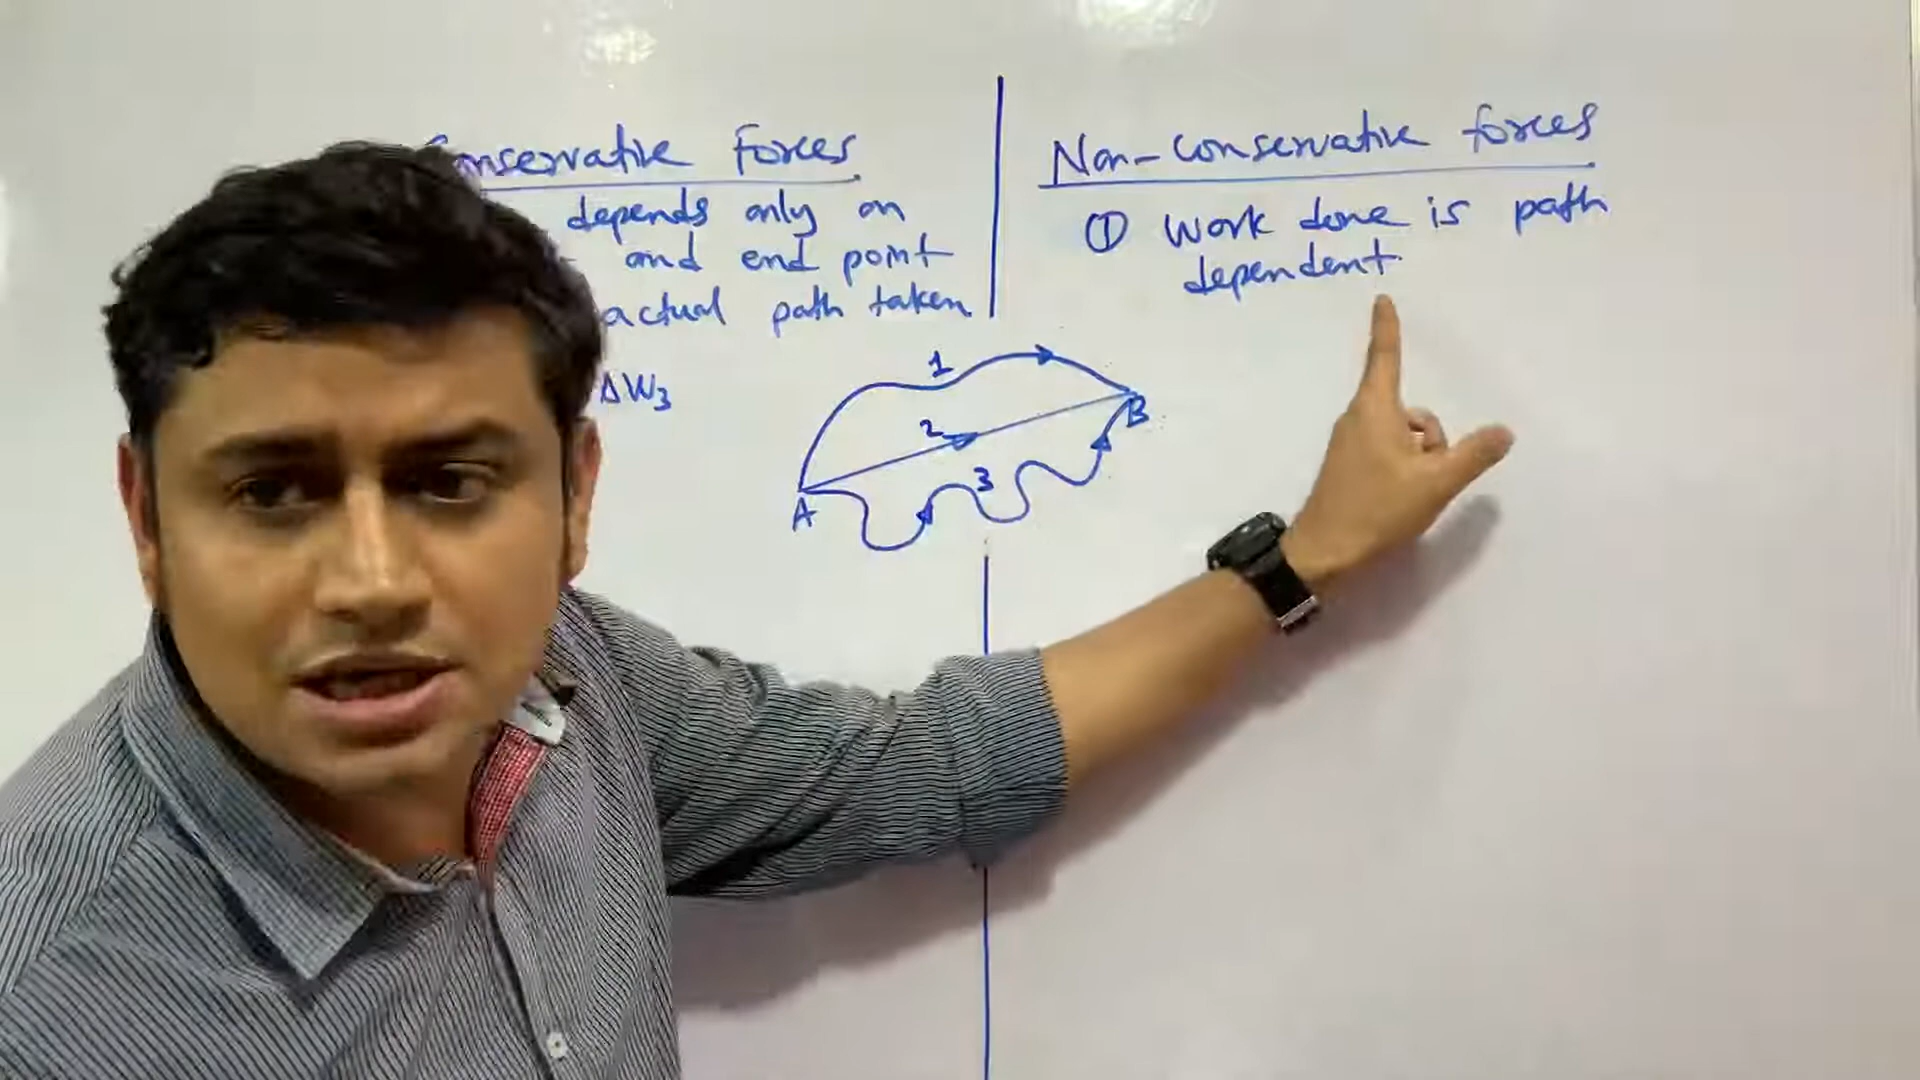 Conservative Forces
depends only on
and end point
actual path taken
ΔW3
Non-conservative forces
① Work done is path
dependent
1
2
3
A
B